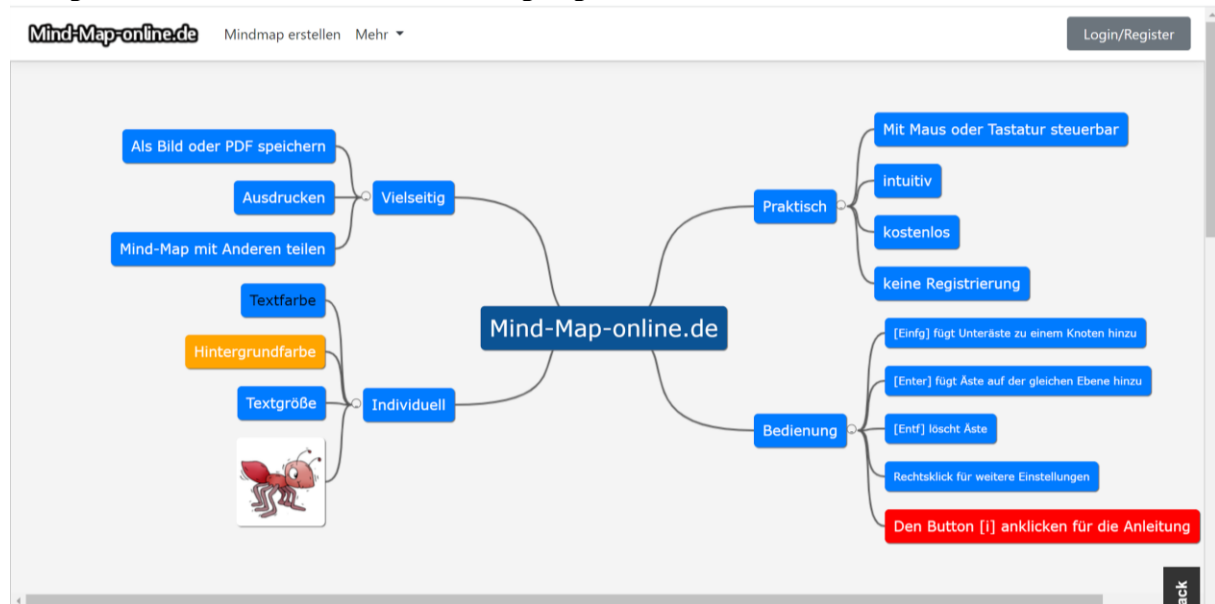 Mind-Map-online.de
Mindmap erstellen
Mehr
Login/Register
Als Bild oder PDF speichern
Ausdrucken
Mind-Map mit Anderen teilen
Vielseitig
Textfarbe
Hintergrundfarbe
Textgröße
Individuell
Mind-Map-online.de
Praktisch
Mit Maus oder Tastatur steuerbar
intuitiv
kostenlos
keine Registrierung
Bedienung
[Einfg] fügt Unteräste zu einem Knoten hinzu
[Enter] fügt Äste auf der gleichen Ebene hinzu
[Entf] löscht Äste
Rechtsklick für weitere Einstellungen
Den Button [i] anklicken für die Anleitung